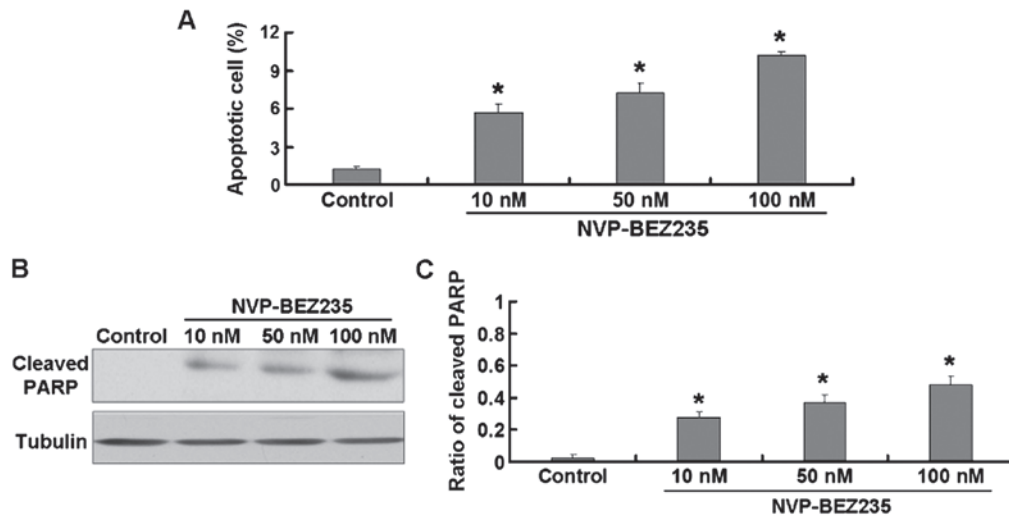 A
Apoptotic cell (%)
12
9
6
3
0
*
*
*
Control
10 nM
50 nM
100 nM
NVP-BEZ235
B
NVP-BEZ235
Control
10 nM
50 nM
100 nM
Cleaved
PARP
Tubulin
C
Ratio of cleaved PARP
1
0.8
0.6
0.4
0.2
0
*
*
*
Control
10 nM
50 nM
100 nM
NVP-BEZ235